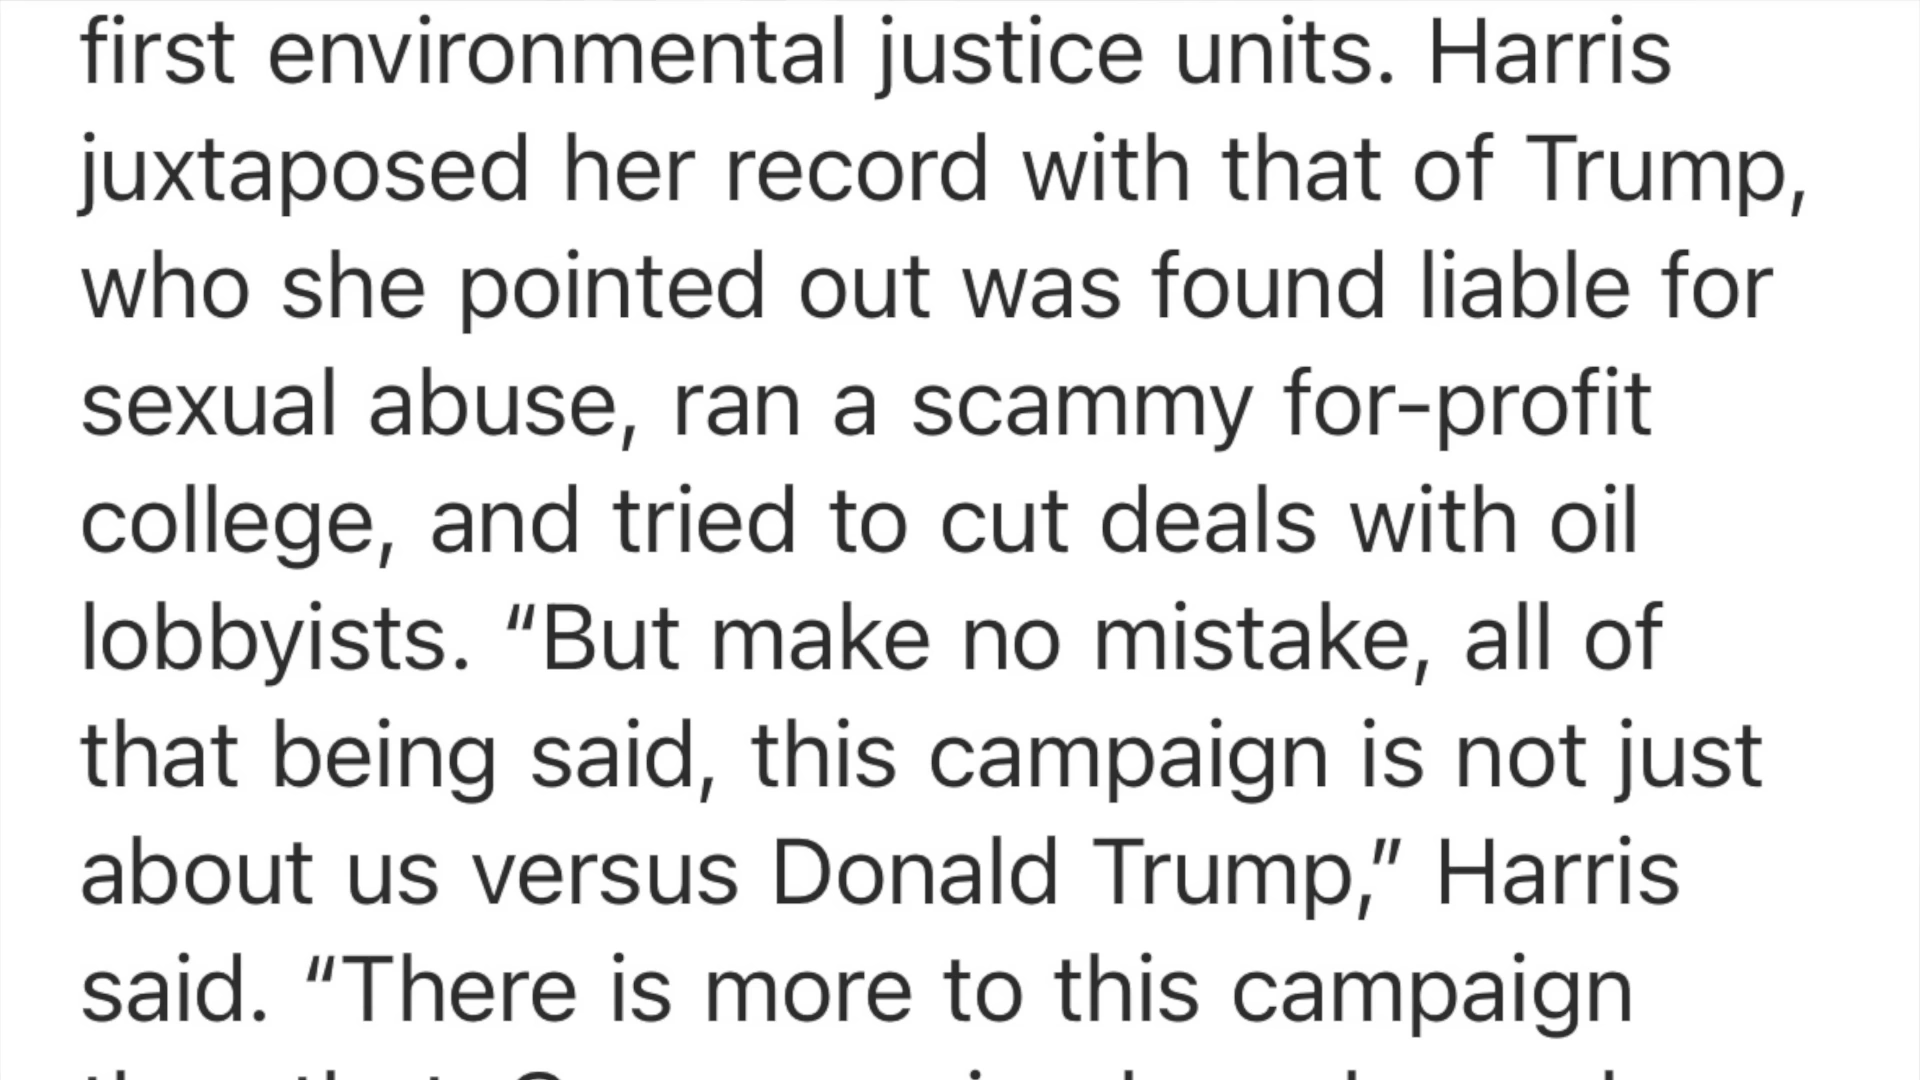 first environmental justice units. Harris
juxtaposed her record with that of Trump,
who she pointed out was found liable for
sexual abuse, ran a scammy for-profit
college, and tried to cut deals with oil
lobbyists. “But make no mistake, all of
that being said, this campaign is not just
about us versus Donald Trump,” Harris
said. “There is more to this campaign